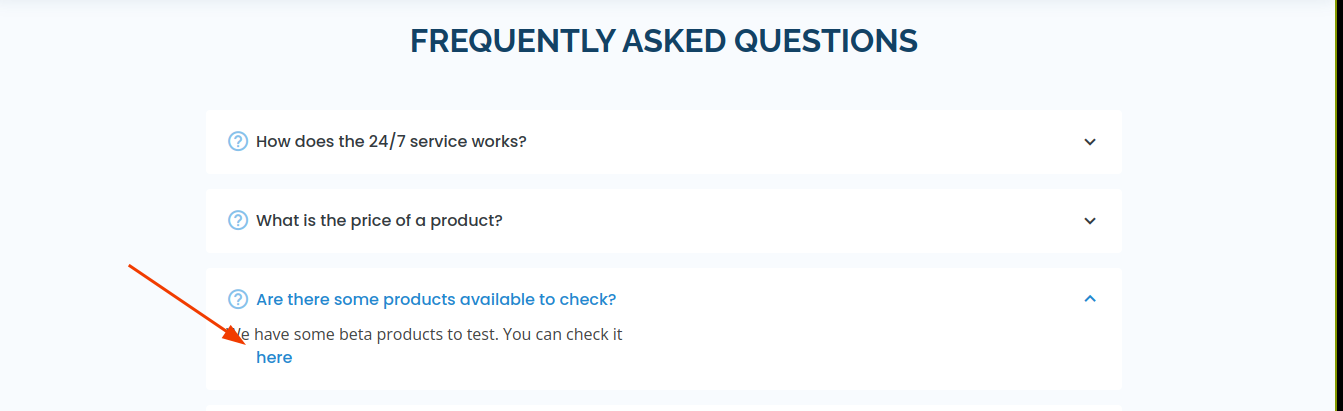 FREQUENTLY ASKED QUESTIONS
How does the 24/7 service works?
What is the price of a product?
Are there some products available to check?
We have some beta products to test. You can check it
here